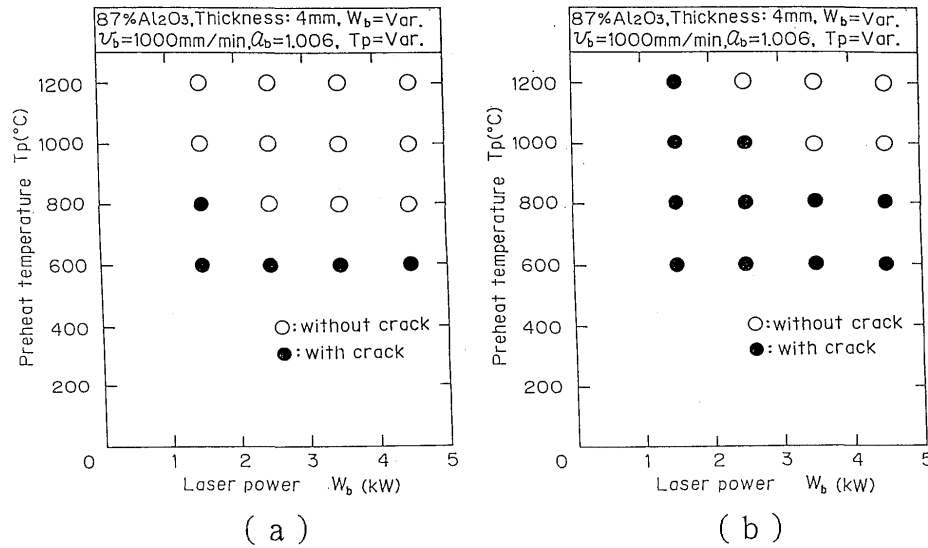 87%Al2O3,Thickness: 4mm, Wb=Var.
Vb=1000mm/min,ab=1.006, Tp=Var.
1200
1000
800
600
400
200
0
1
2
3
4
5
Preheat temperature Tp(°C)
○:without crack
●:with crack
Laser power Wb (kW)
(a)
87%Al2O3,Thickness: 4mm, Wb=Var.
Vb=1000mm/min,ab=1.006, Tp=Var.
1200
1000
800
600
400
200
0
1
2
3
4
5
Preheat temperature Tp(°C)
○:without crack
●:with crack
Laser power Wb (kW)
(b)